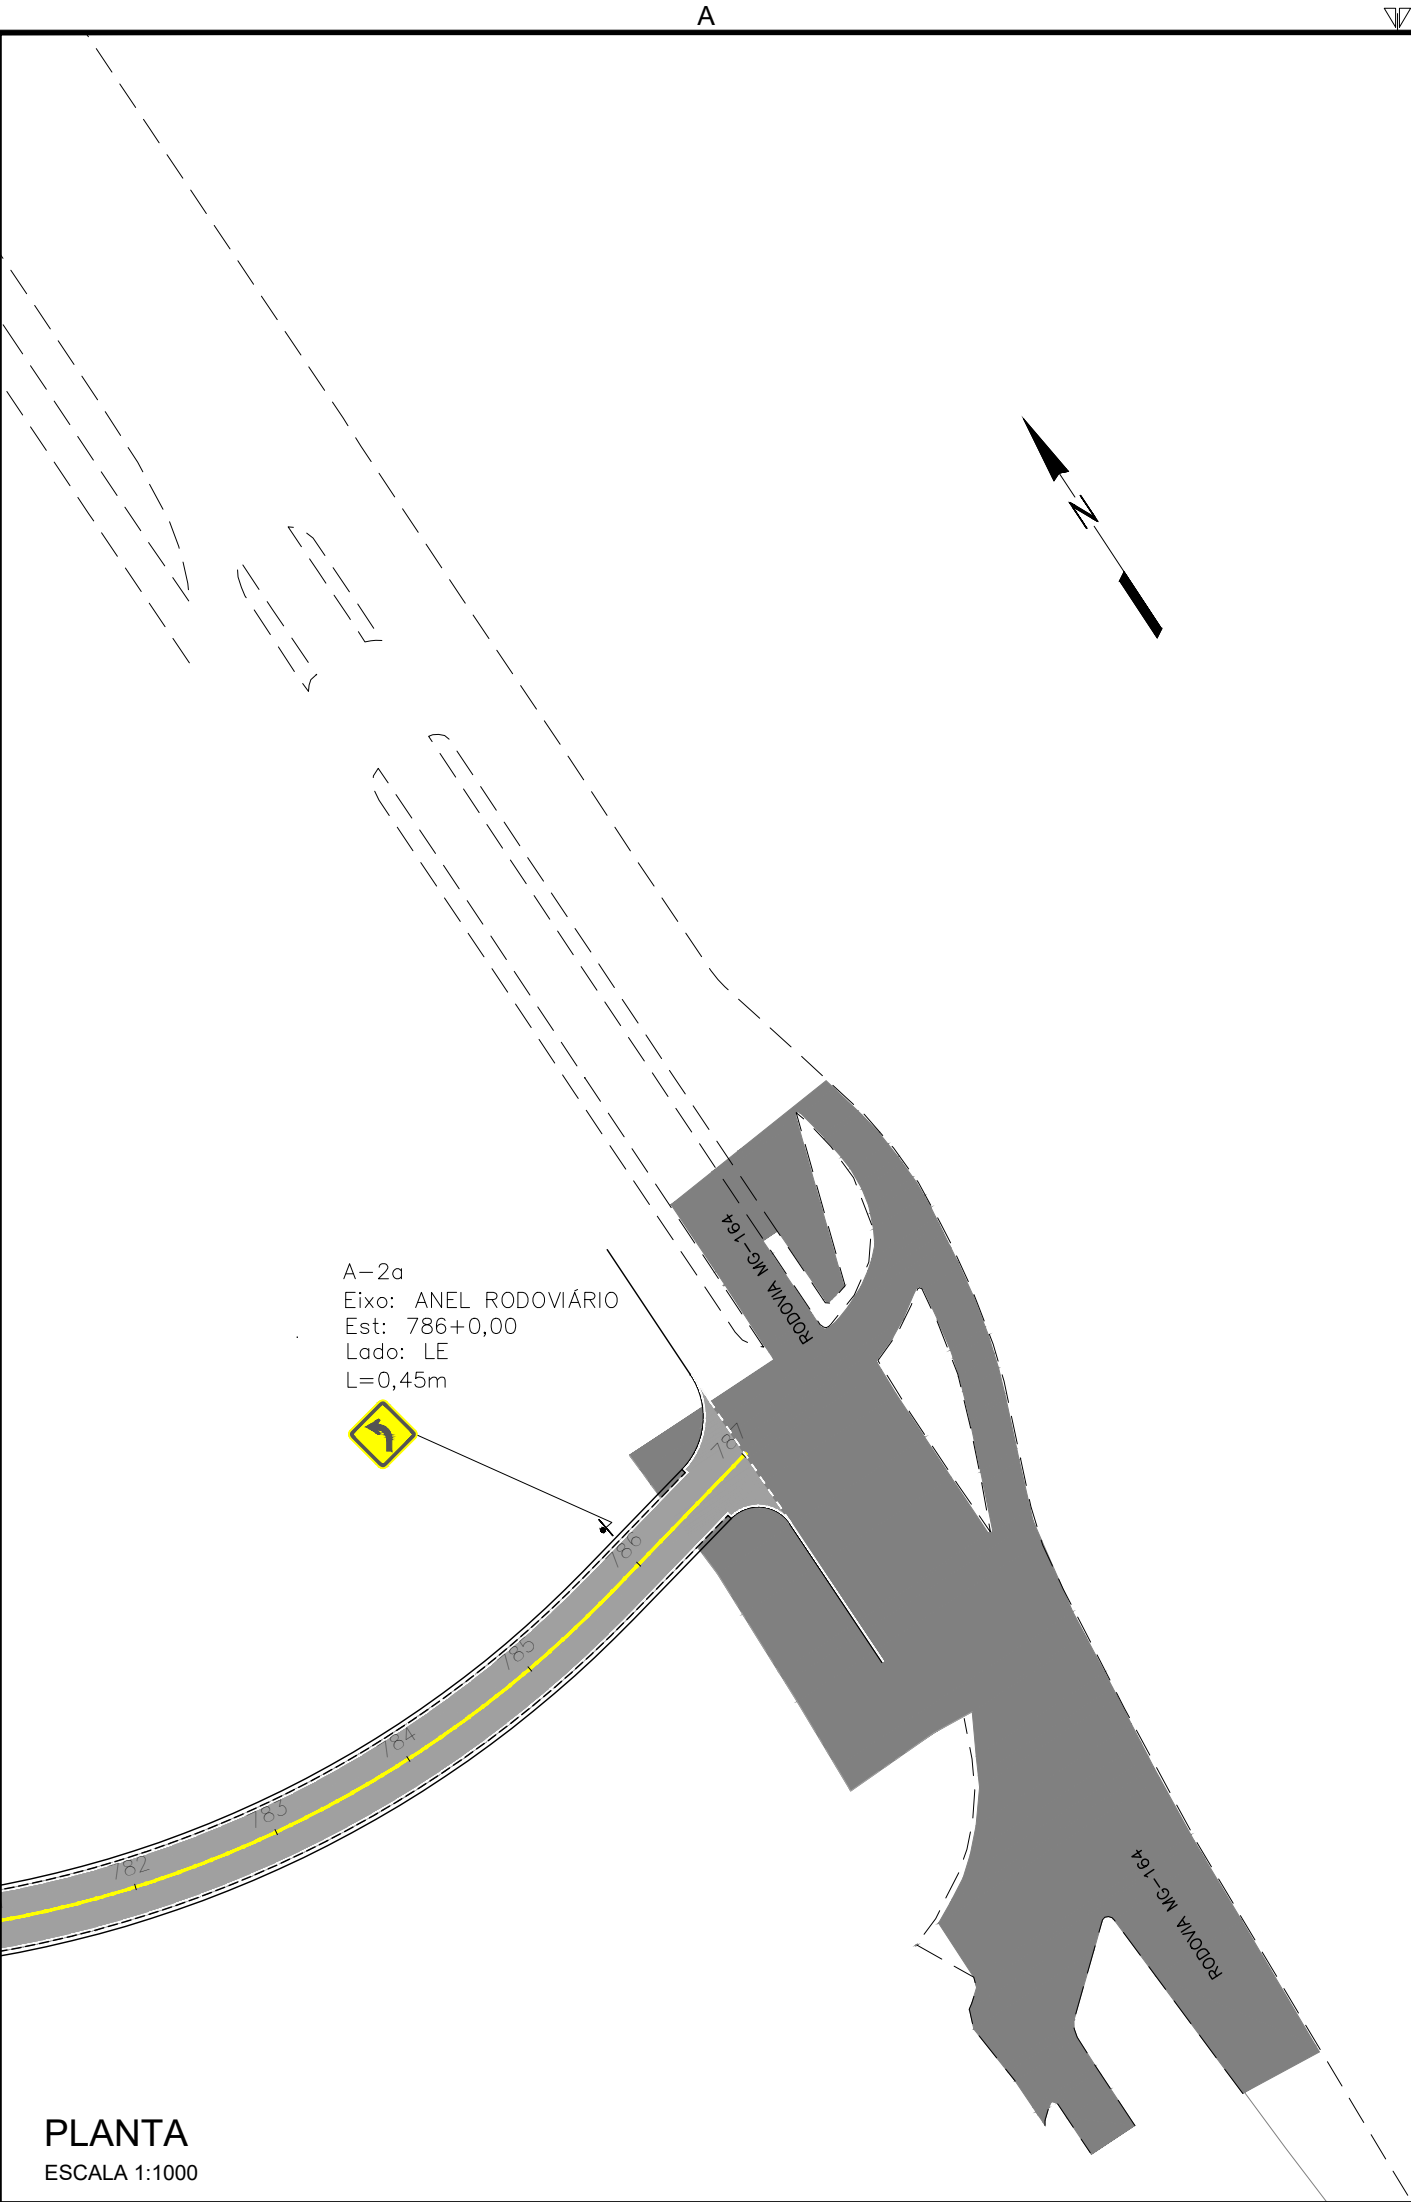 A
N
RODOVIA MG-164
A-2a
Eixo: ANEL RODOVIÁRIO
Est: 786+0,00
Lado: LE
L=0,45m
787
786
785
784
783
782
RODOVIA MG-164
PLANTA
ESCALA 1:1000